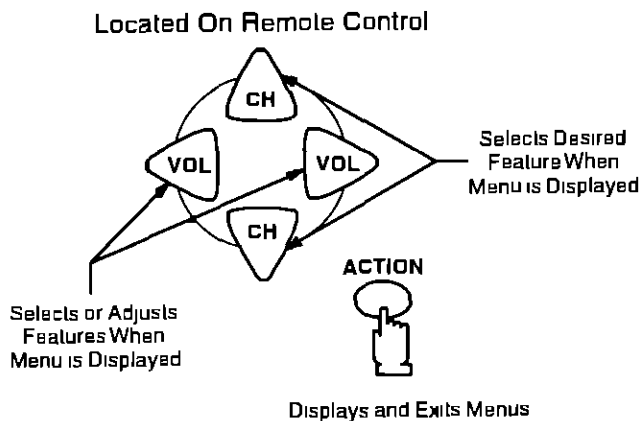 Located On Remote Control
CH
VOL
VOL
CH
Selects Desired
Feature When
Menu is Displayed
ACTION
Selects or Adjusts
Features When
Menu is Displayed
Displays and Exits Menus